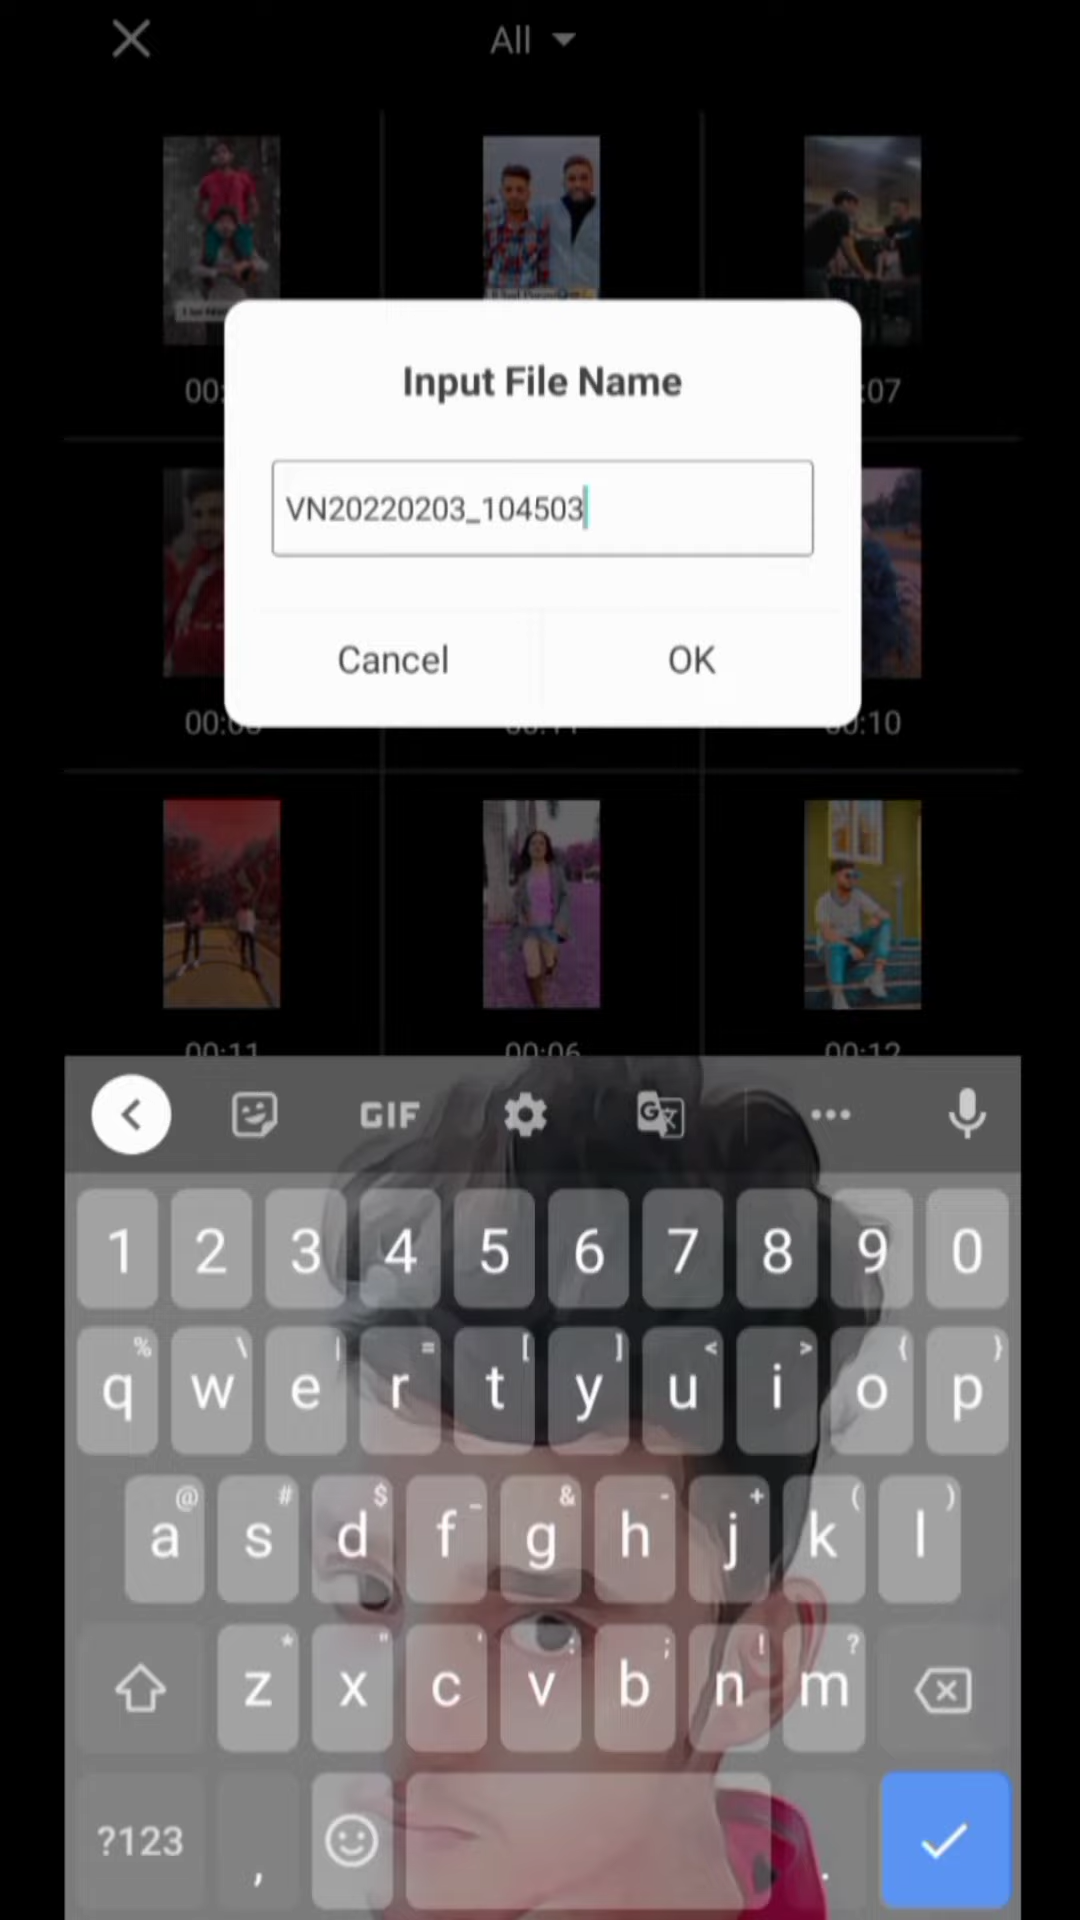 All
:07
Input File Name
VN20220203_104503
Cancel
OK
00:10
00:11
00:06
00:12
GIF
G
1 2 3 4 5 6 7 8 9 0
% \ | = [ ] < > { }
q w e r t y u i o p
@ # $ _ & - + ( )
a s d f g h j k l
* " ' : ; ! ?
z x c v b n m
?123 , .